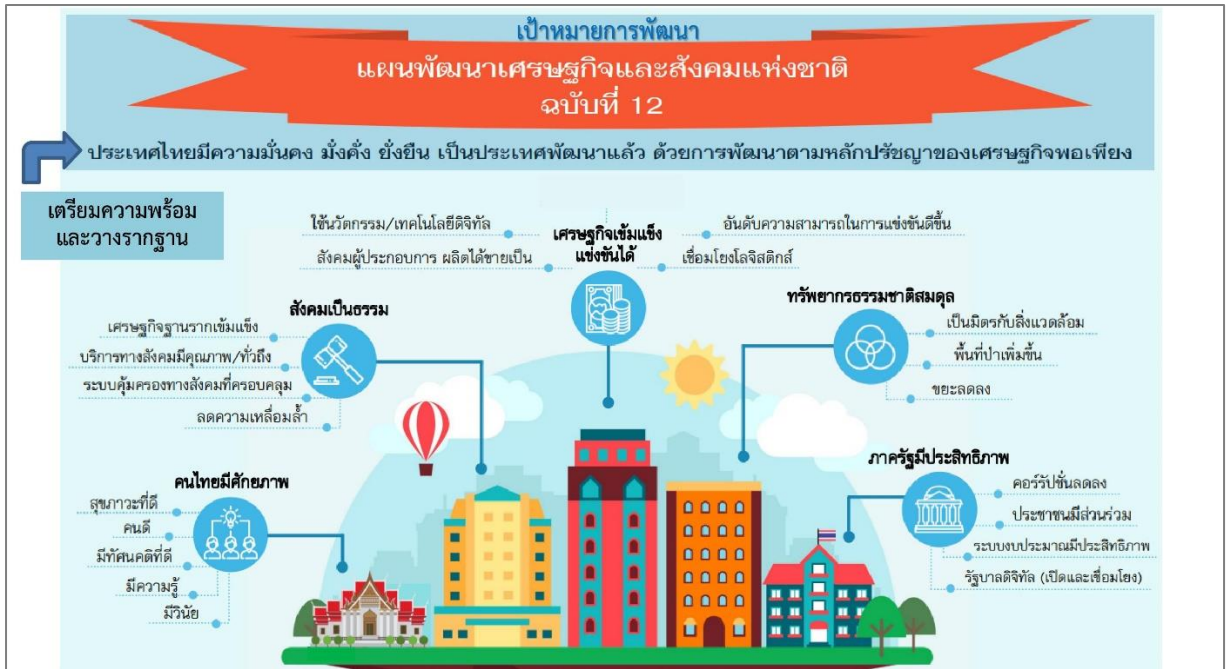 เป้าหมายการพัฒนา
แผนพัฒนาเศรษฐกิจและสังคมแห่งชาติ
ฉบับที่ 12
ประเทศไทยมีความมั่นคง มั่งคั่ง ยั่งยืน เป็นประเทศพัฒนาแล้ว ด้วยการพัฒนาตามหลักปรัชญาของเศรษฐกิจพอเพียง
เตรียมความพร้อม
และวางรากฐาน
เศรษฐกิจเข้มแข็ง
แข่งขันได้
ใช้นวัตกรรม/เทคโนโลยีดิจิทัล
สังคมผู้ประกอบการ ผลิตได้ขายเป็น
อันดับความสามารถในการแข่งขันดีขึ้น
เชื่อมโยงโลจิสติกส์
สังคมเป็นธรรม
เศรษฐกิจฐานรากเข้มแข็ง
บริการทางสังคมมีคุณภาพ/ทั่วถึง
ระบบคุ้มครองทางสังคมที่ครอบคลุม
ลดความเหลื่อมล้ำ
ทรัพยากรธรรมชาติสมดุล
เป็นมิตรกับสิ่งแวดล้อม
พื้นที่ป่าเพิ่มขึ้น
ขยะลดลง
คนไทยมีศักยภาพ
สุขภาวะที่ดี
คนดี
มีทัศนคติที่ดี
มีความรู้
มีวินัย
ภาครัฐมีประสิทธิภาพ
คอร์รัปชั่นลดลง
ประชาชนมีส่วนร่วม
ระบบงบประมาณมีประสิทธิภาพ
รัฐบาลดิจิทัล (เปิดและเชื่อมโยง)